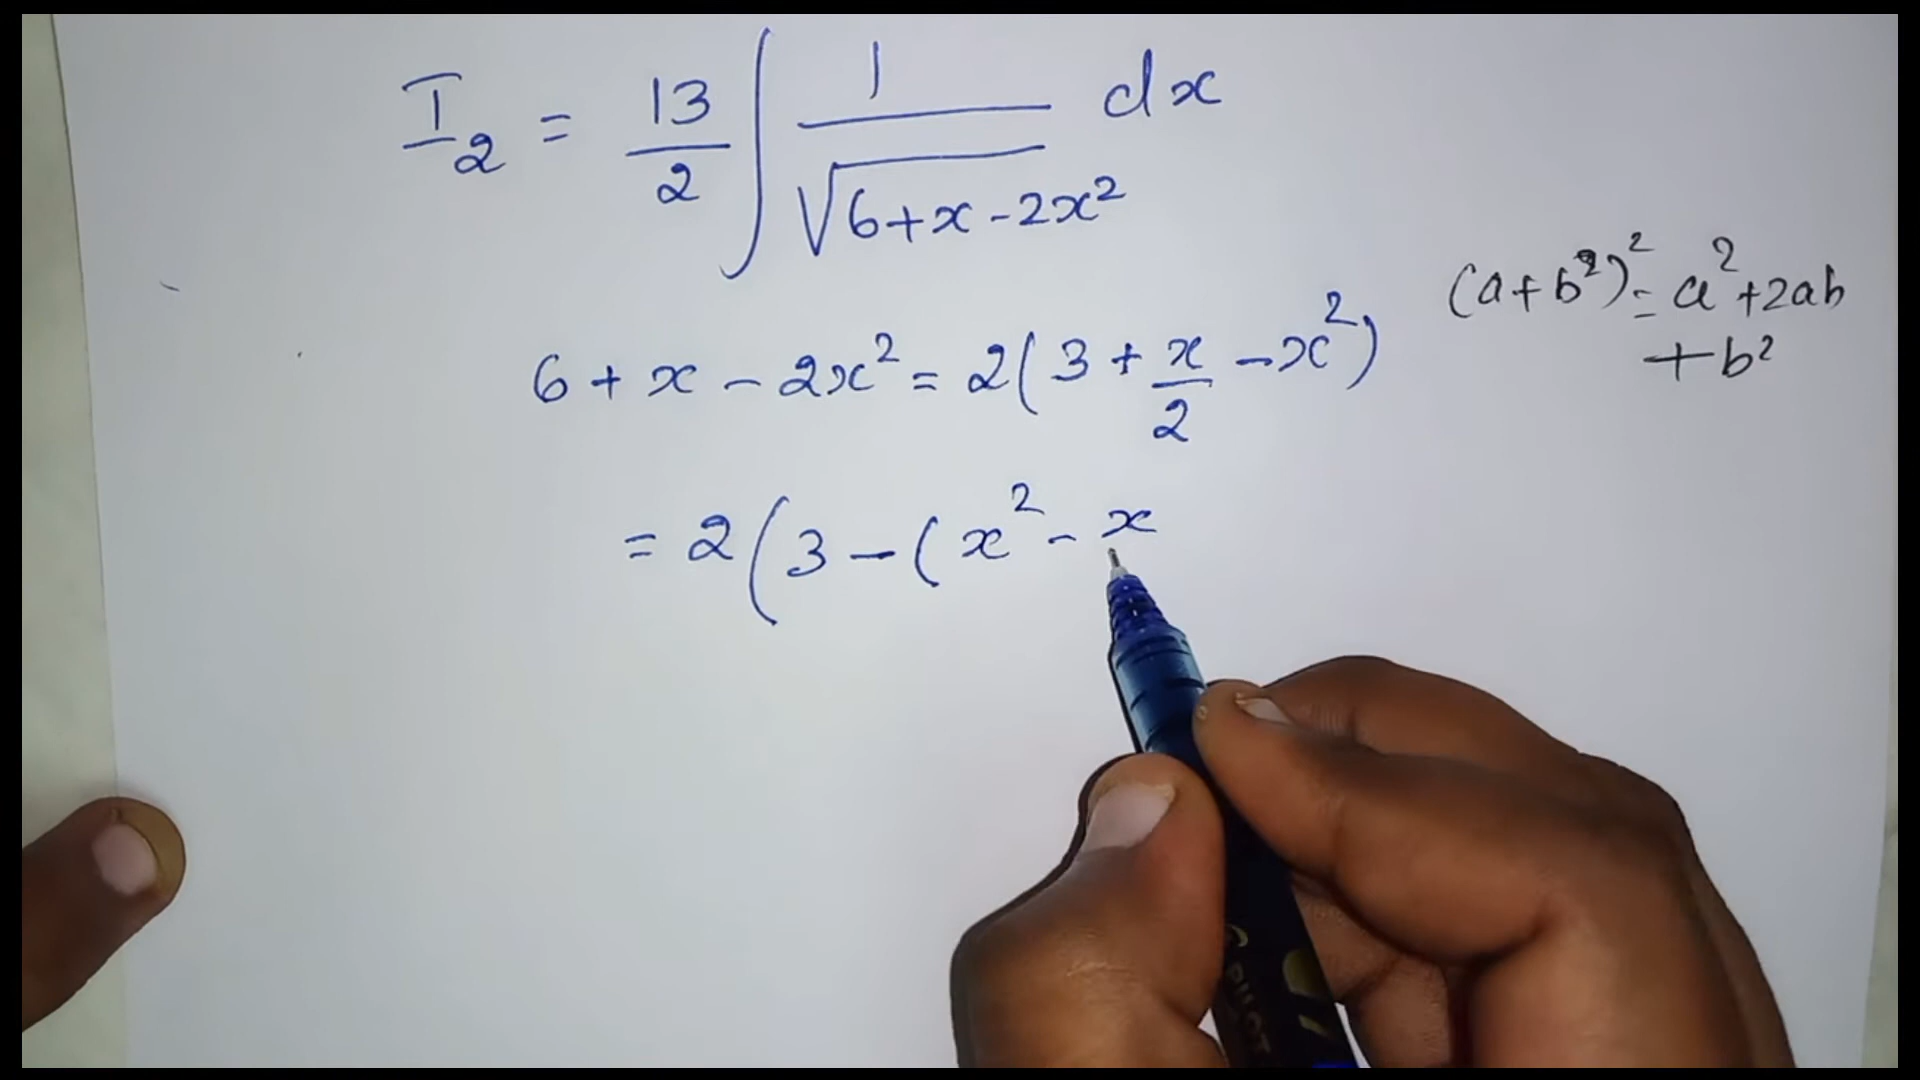 I₂ = 13/2 ∫ 1/√(6+x-2x²) dx
(a+b²)² = a²+2ab
+b²
6 + x - 2x² = 2(3 + x/2 - x²)
= 2(3 - (x² - x
PILOT